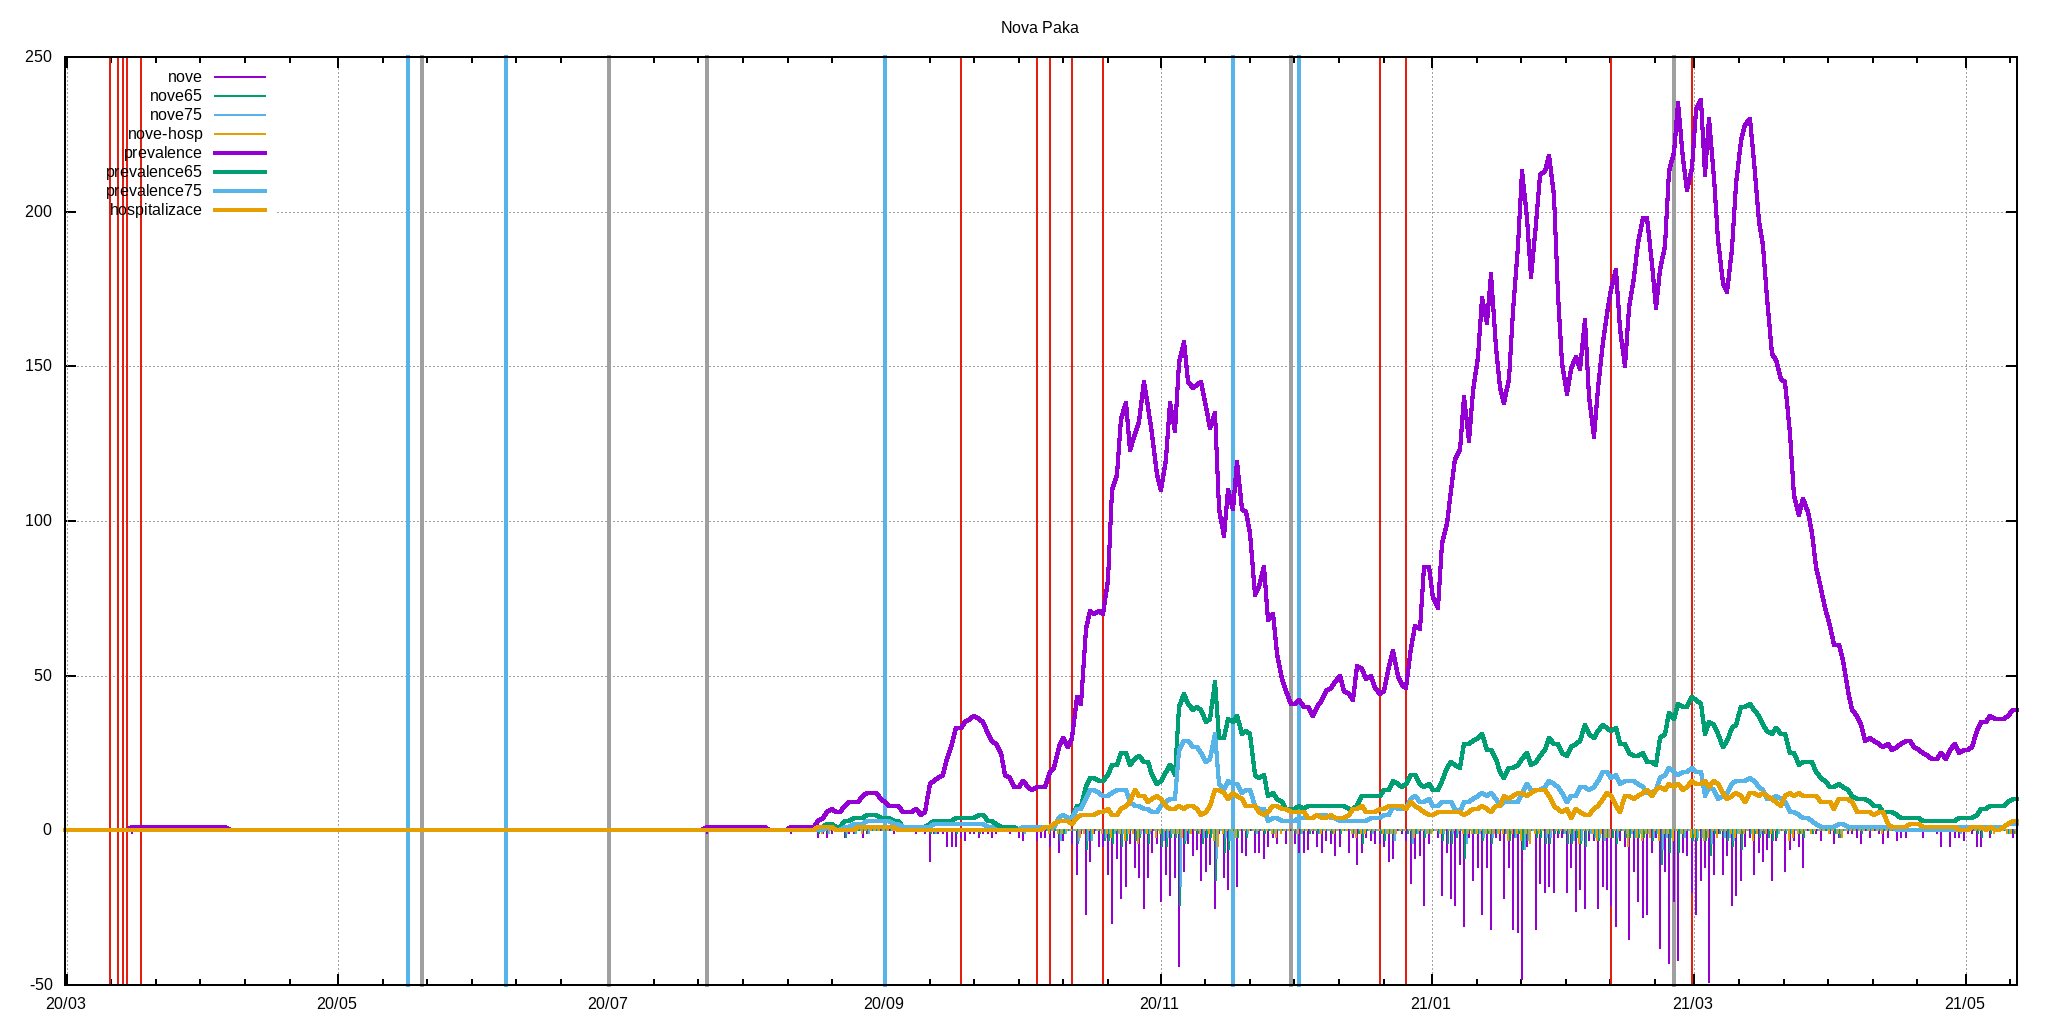 Nova Paka
250
200
150
100
50
0
-50
nove
nove65
nove75
nove-hosp
prevalence
prevalence65
prevalence75
hospitalizace
20/03
20/05
20/07
20/09
20/11
21/01
21/03
21/05